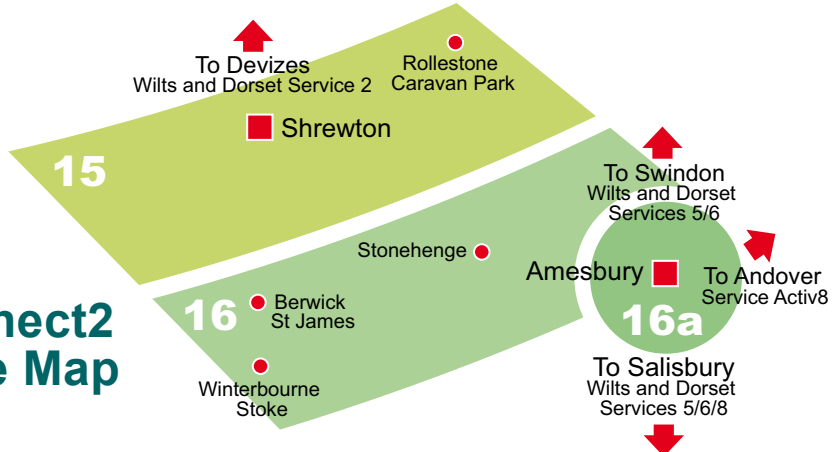 To Devizes
Wilts and Dorset Service 2
Rollestone
Caravan Park
Shrewton
15
To Swindon
Wilts and Dorset
Services 5/6
Stonehenge
Amesbury
To Andover
Service Activ8
16
Berwick
St James
16a
Winterbourne
Stoke
To Salisbury
Wilts and Dorset
Services 5/6/8
nect2
e Map